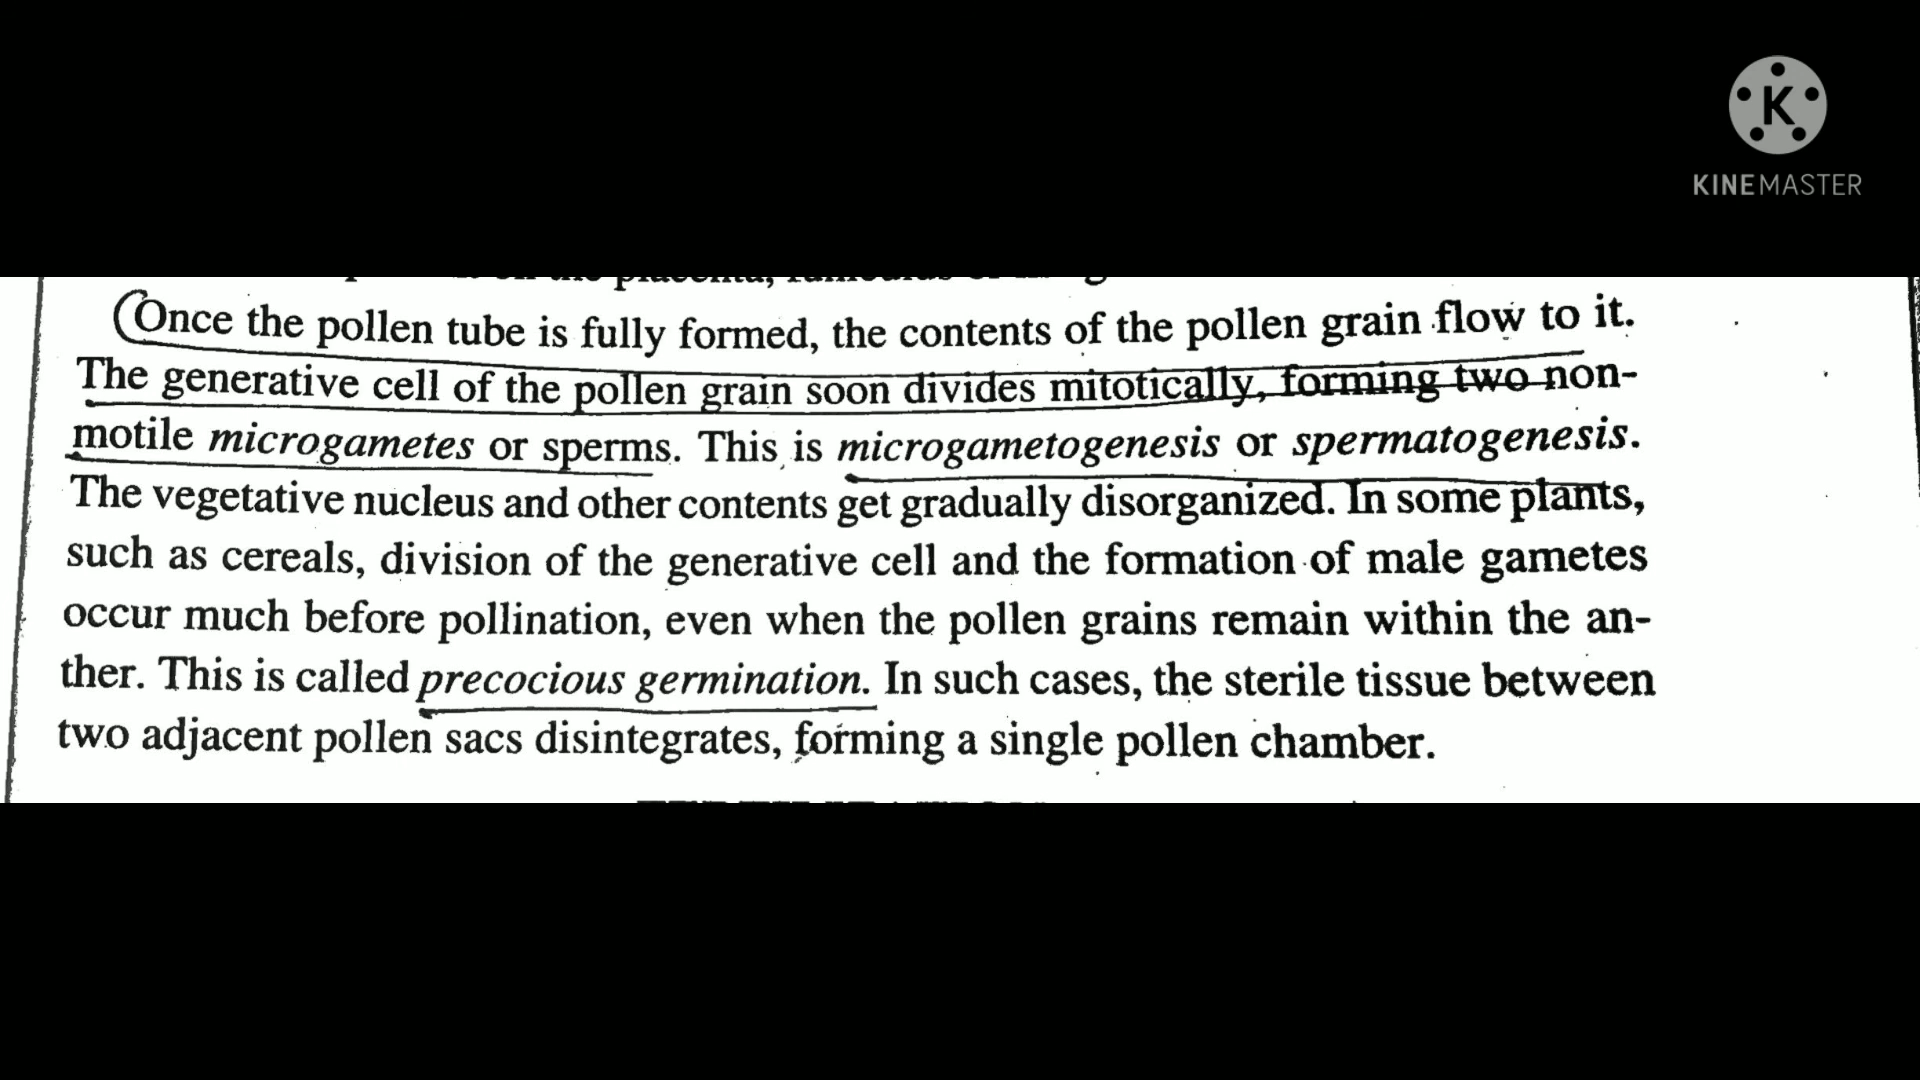 KINEMASTER
Once the pollen tube is fully formed, the contents of the pollen grain flow to it.
The generative cell of the pollen grain soon divides mitotically, forming two non-
motile microgametes or sperms. This is microgametogenesis or spermatogenesis.
The vegetative nucleus and other contents get gradually disorganized. In some plants,
such as cereals, division of the generative cell and the formation of male gametes
occur much before pollination, even when the pollen grains remain within the an-
ther. This is called precocious germination. In such cases, the sterile tissue between
two adjacent pollen sacs disintegrates, forming a single pollen chamber.